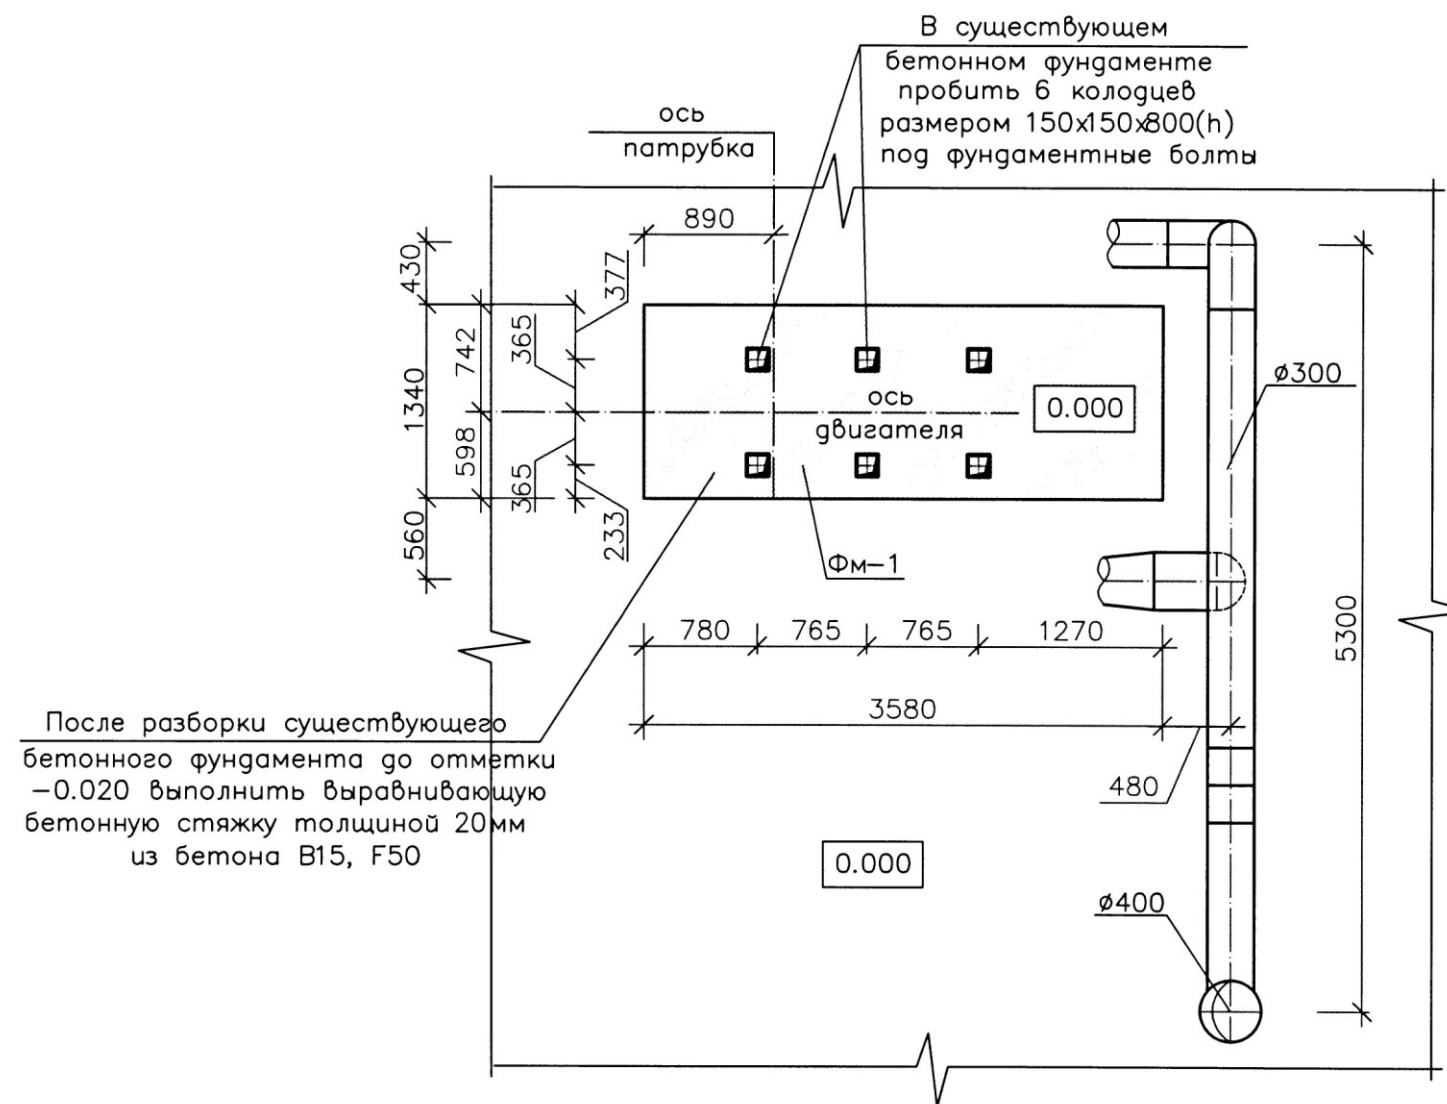 В существующем
бетонном фундаменте
пробить 6 колодцев
размером 150х150х800(h)
под фундаментные болты
ось
патрубка
890
430
377
365
742
1340
ось
двигателя
0.000
ø300
598
365
233
560
Фм-1
5300
780 765 765 1270
3580
480
После разборки существующего
бетонного фундамента до отметки
-0.020 выполнить выравнивающую
бетонную стяжку толщиной 20мм
из бетона В15, F50
0.000
ø400